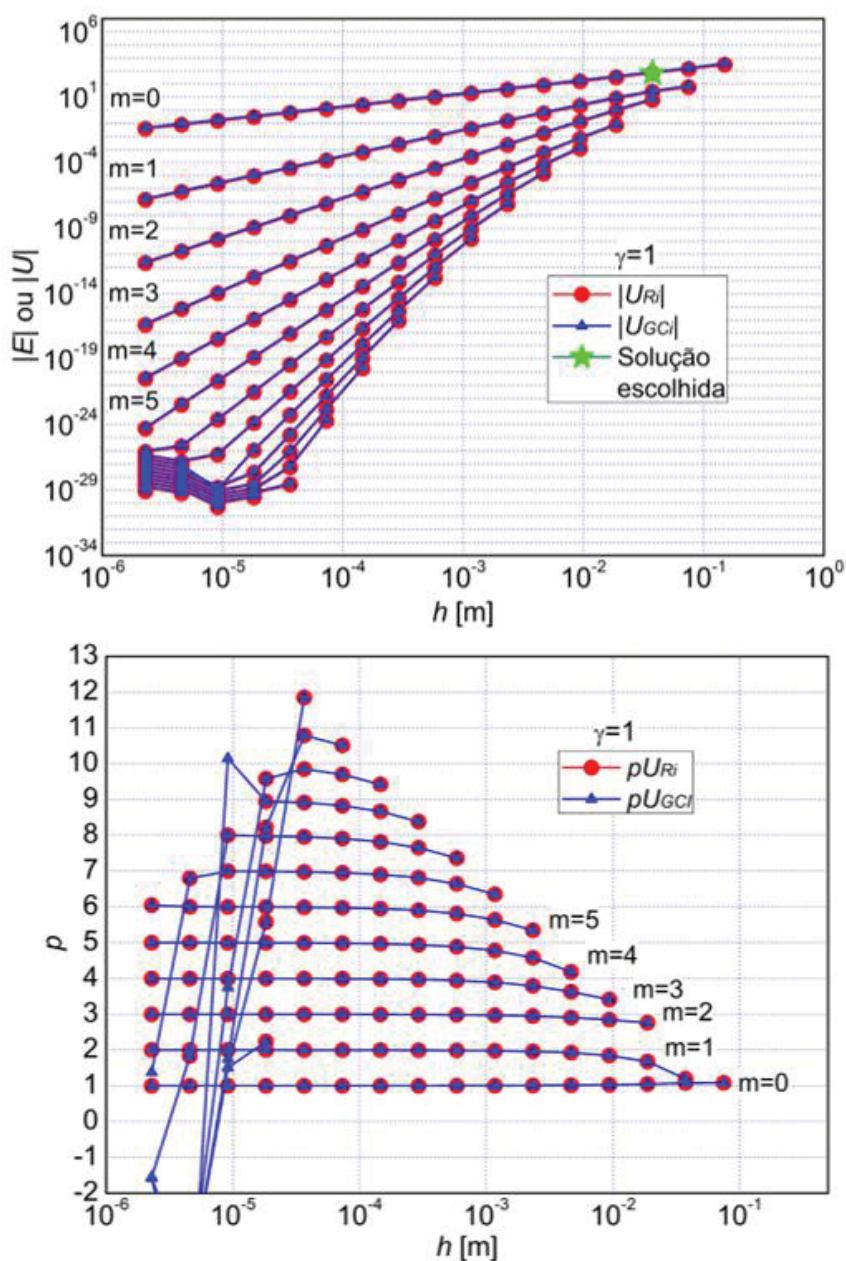 10^6
10^1
10^-4
10^-9
10^-14
10^-19
10^-24
10^-29
10^-34
|E| ou |U|
m=0
m=1
m=2
m=3
m=4
m=5
γ=1
|U_Ri|
|U_GCI|
Solução
escolhida
10^-6 10^-5 10^-4 10^-3 10^-2 10^-1 10^0
h [m]
13
12
11
10
9
8
7
6
5
4
3
2
1
0
-1
-2
p
γ=1
pU_Ri
pU_GCI
m=5
m=4
m=3
m=2
m=1
m=0
10^-6 10^-5 10^-4 10^-3 10^-2 10^-1
h [m]